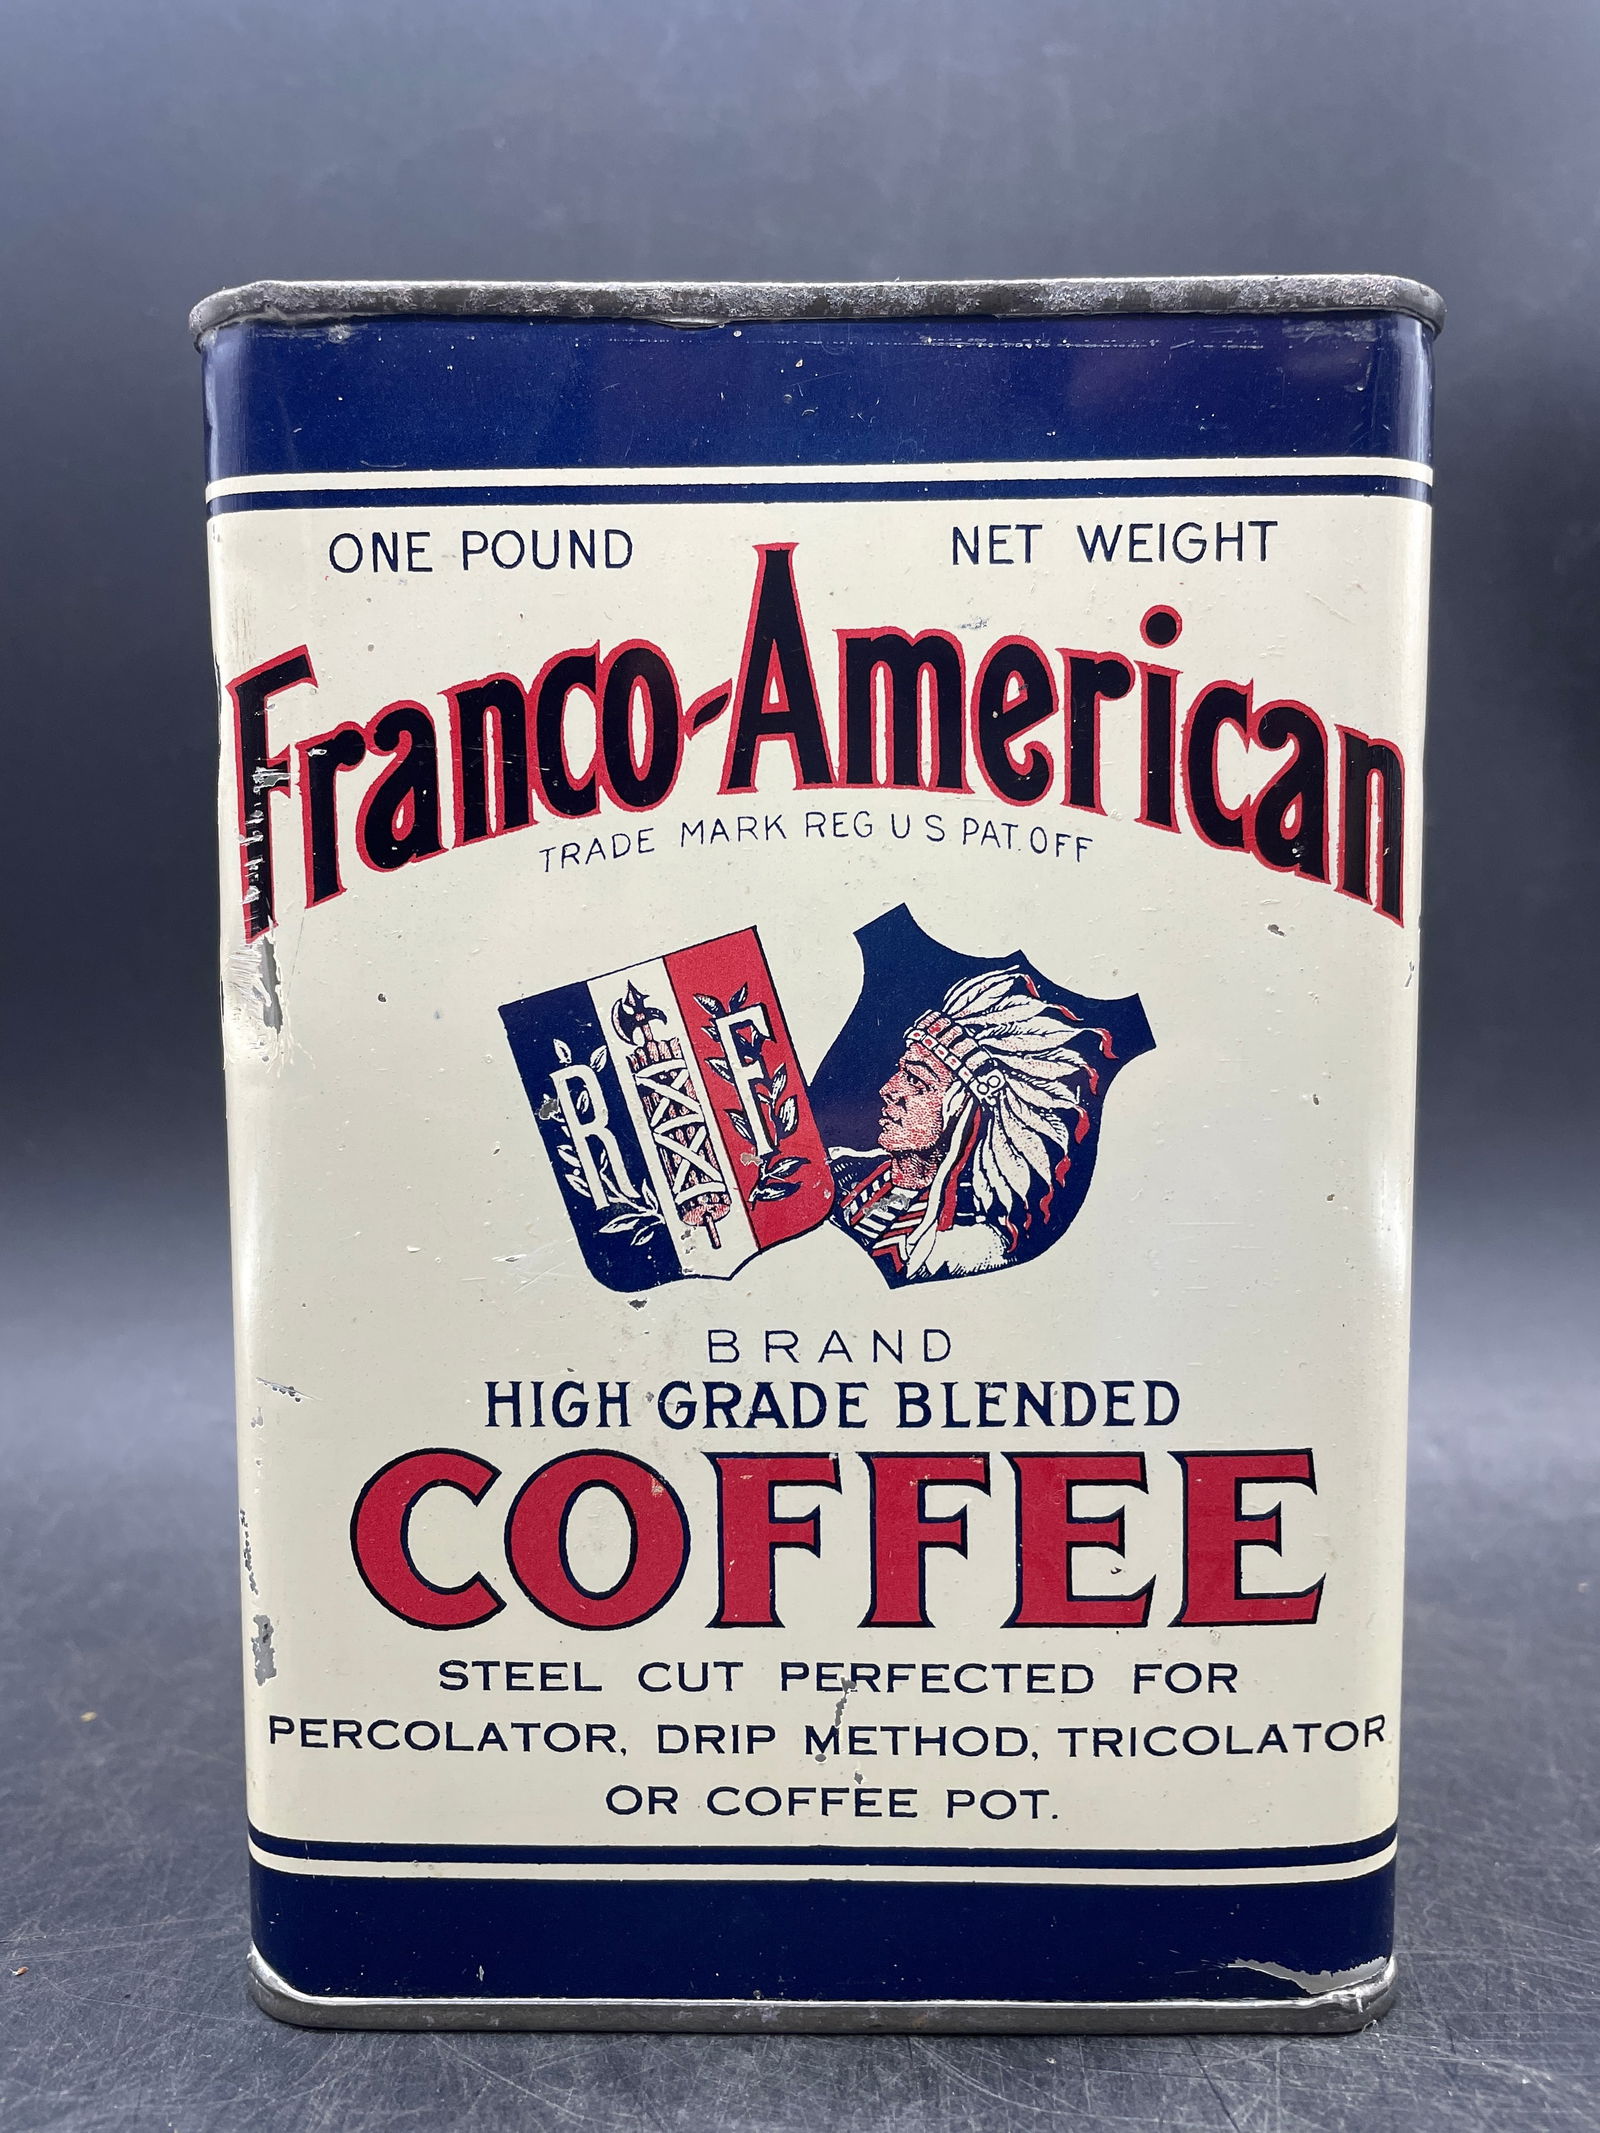 ONE POUND NET WEIGHT
Franco-American
TRADE MARK REG U S PAT. OFF
R F
BRAND
HIGH GRADE BLENDED
COFFEE
STEEL CUT PERFECTED FOR
PERCOLATOR, DRIP METHOD, TRICOLATOR
OR COFFEE POT.